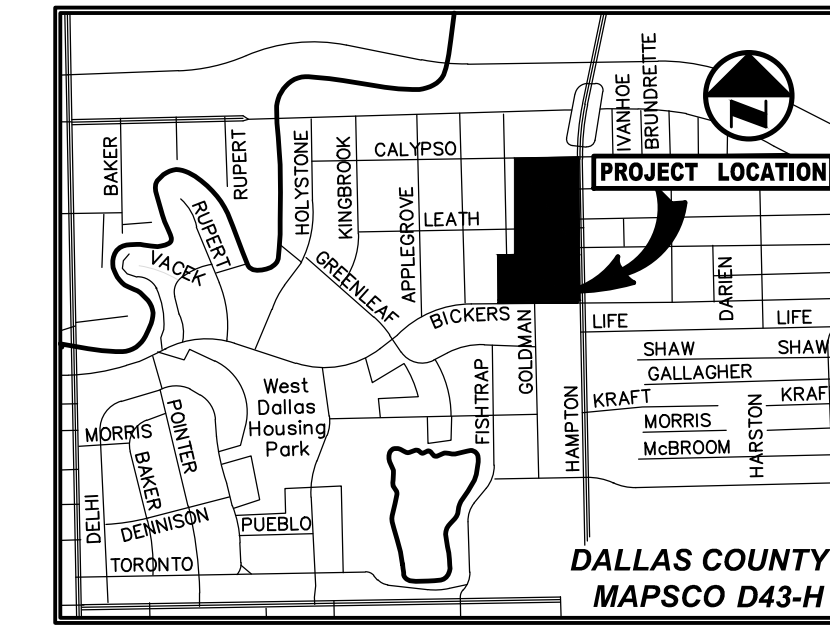 IVANHOE
BRUNDRETTE
N
BAKER
RUPERT
HOLYSTONE
KINGBROOK
CALYPSO
PROJECT LOCATION
RUPERT
APPLEGROVE
LEATH
VACEK
GREENLEAF
DARIEN
BICKERS
GOLDMAN
LIFE
LIFE
SHAW
SHAW
GALLAGHER
FISHTRAP
HAMPTON
KRAFT
KRAF
West
Dallas
Housing
Park
POINTER
MORRIS
MORRIS
HARSTON
McBROOM
BAKER
DELHI
DENNISON
PUEBLO
TORONTO
DALLAS COUNTY
MAPSCO D43-H